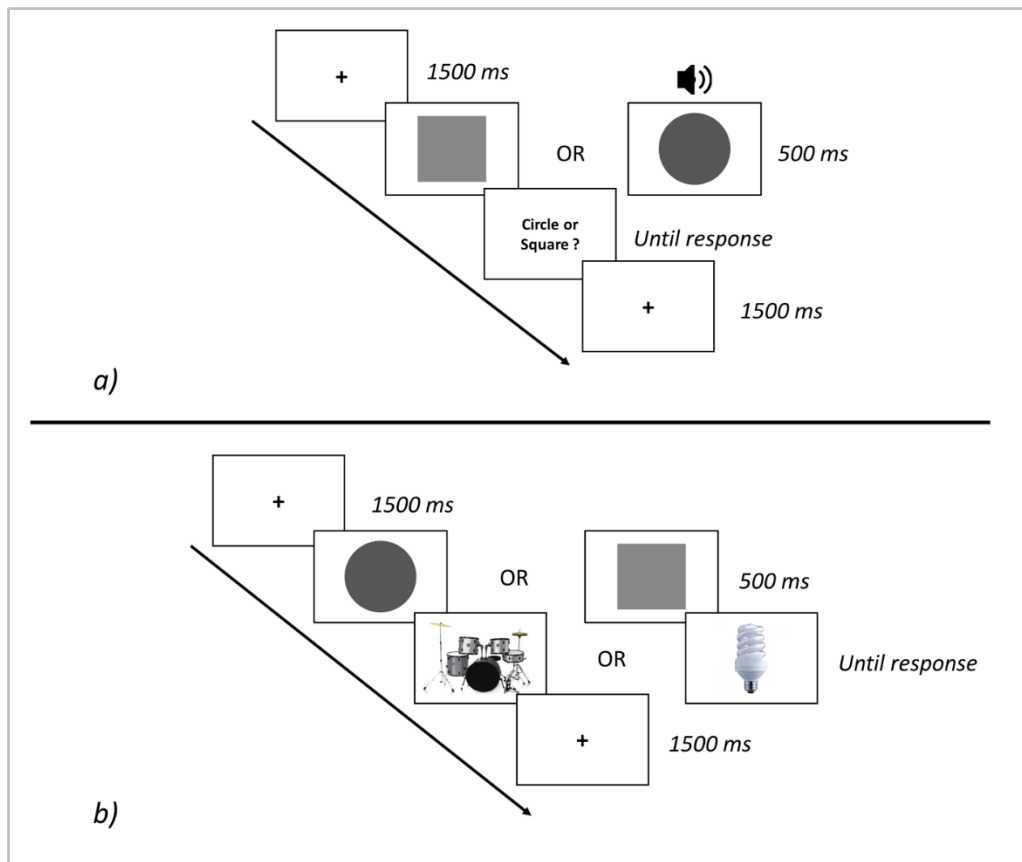 +
1500 ms
OR
500 ms
Circle or
Square ?
Until response
+
1500 ms
a)
+
1500 ms
OR
500 ms
OR
Until response
+
1500 ms
b)